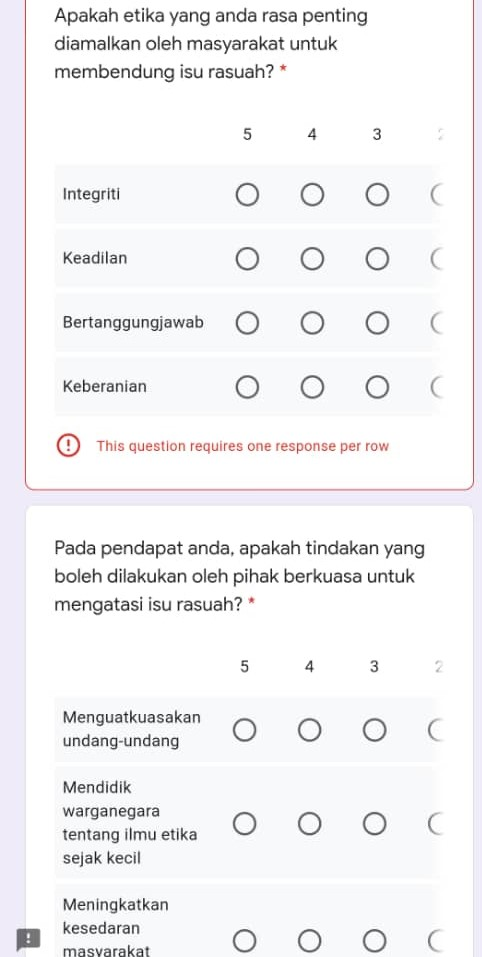 Apakah etika yang anda rasa penting
diamalkan oleh masyarakat untuk
membendung isu rasuah? *
5 4 3 2
Integriti
Keadilan
Bertanggungjawab
Keberanian
! This question requires one response per row
Pada pendapat anda, apakah tindakan yang
boleh dilakukan oleh pihak berkuasa untuk
mengatasi isu rasuah? *
5 4 3 2
Menguatkuasakan
undang-undang
Mendidik
warganegara
tentang ilmu etika
sejak kecil
Meningkatkan
kesedaran
masyarakat